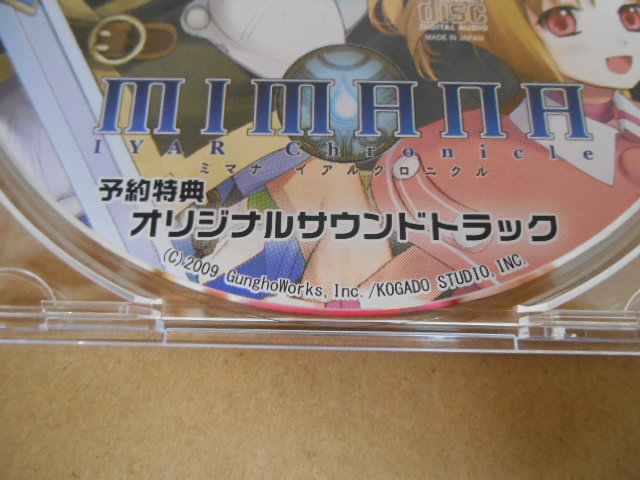 disc
DIGITAL AUDIO
MADE IN JAPAN
MIMANA
IYAR Chronicle
ミマナ イアルクロニクル
予約特典
オリジナルサウンドトラック
(C)2009 GunghoWorks,Inc./KOGADO STUDIO,INC.